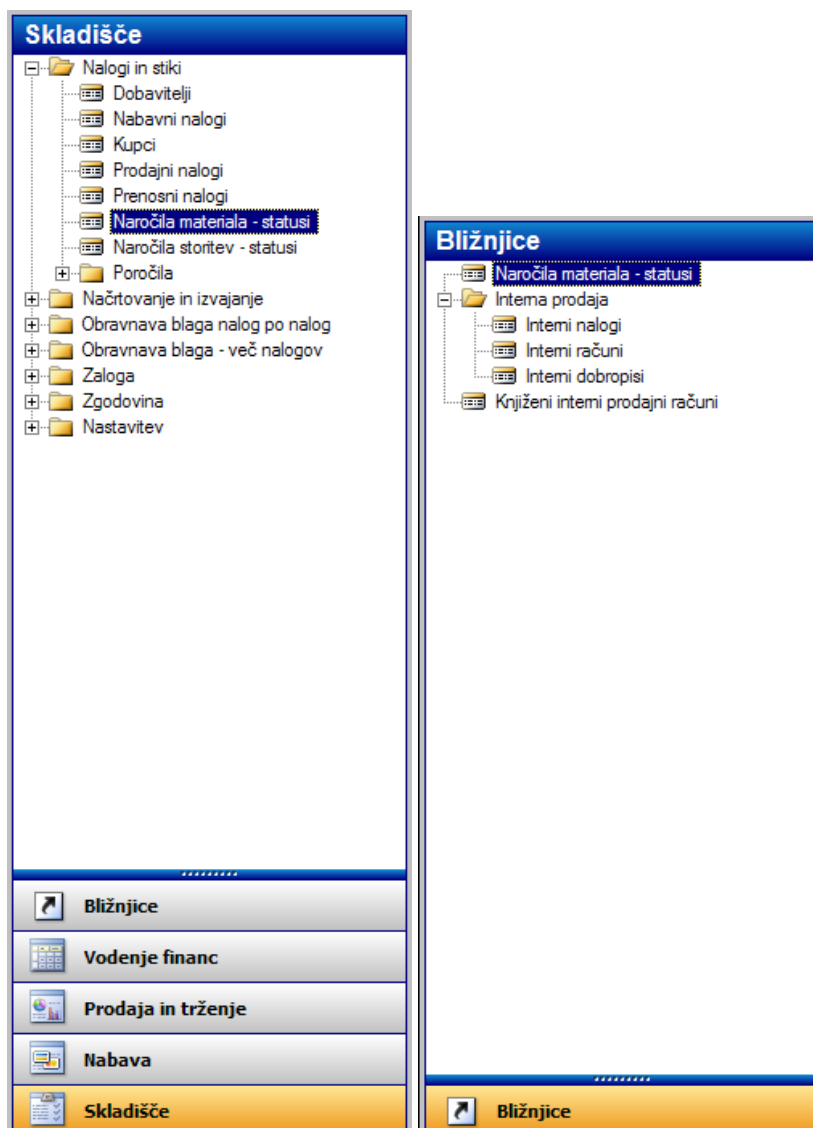 Skladišče
Nalogi in stiki
Dobavitelji
Nabavni nalogi
Kupci
Prodajni nalogi
Prenosni nalogi
Naročila materiala - statusi
Naročila storitev - statusi
Poročila
Načrtovanje in izvajanje
Obravnava blaga nalog po nalog
Obravnava blaga - več nalogov
Zaloga
Zgodovina
Nastavitev
Bližnjice
Vodenje financ
Prodaja in trženje
Nabava
Skladišče
Bližnjice
Naročila materiala - statusi
Interna prodaja
Interni nalogi
Interni računi
Interni dobropisi
Knjiženi interni prodajni računi
Bližnjice